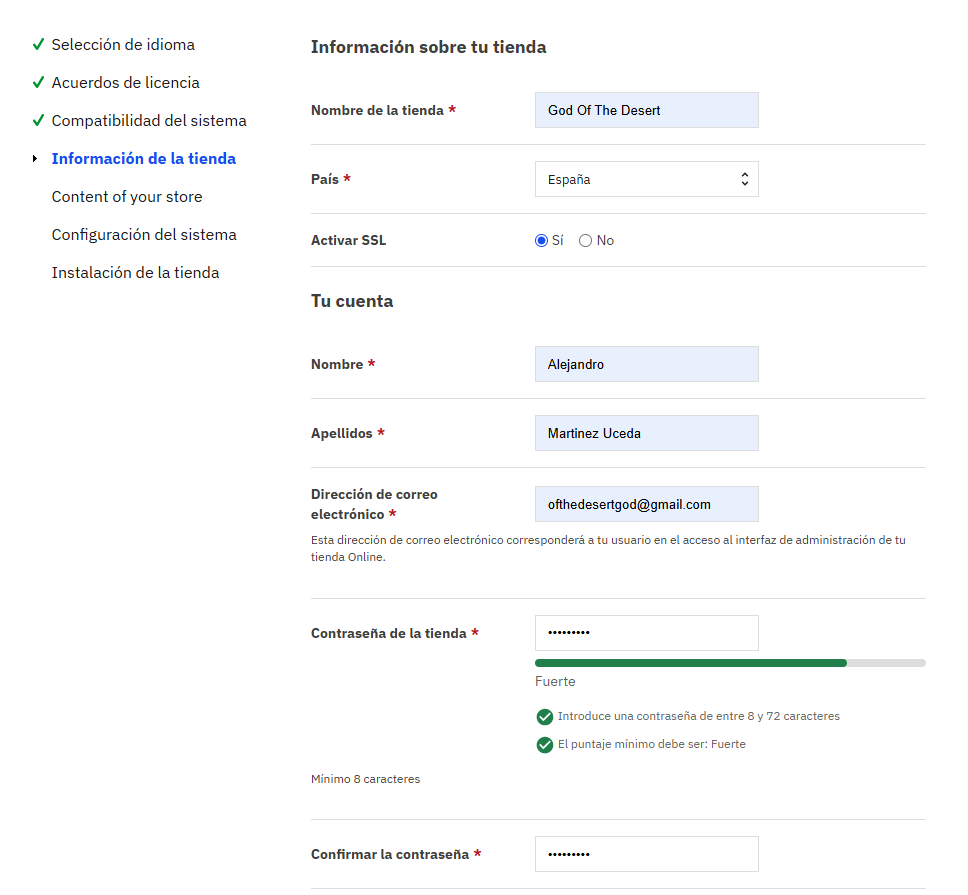 Selección de idioma
Acuerdos de licencia
Compatibilidad del sistema
Información de la tienda
Content of your store
Configuración del sistema
Instalación de la tienda
Información sobre tu tienda
Nombre de la tienda *
God Of The Desert
País *
España
Activar SSL
Sí No
Tu cuenta
Nombre *
Alejandro
Apellidos *
Martinez Uceda
Dirección de correo
electrónico *
ofthedesertgod@gmail.com
Esta dirección de correo electrónico corresponderá a tu usuario en el acceso al interfaz de administración de tu
tienda Online.
Contraseña de la tienda *
•••••••••
Fuerte
Introduce una contraseña de entre 8 y 72 caracteres
El puntaje mínimo debe ser: Fuerte
Mínimo 8 caracteres
Confirmar la contraseña *
•••••••••